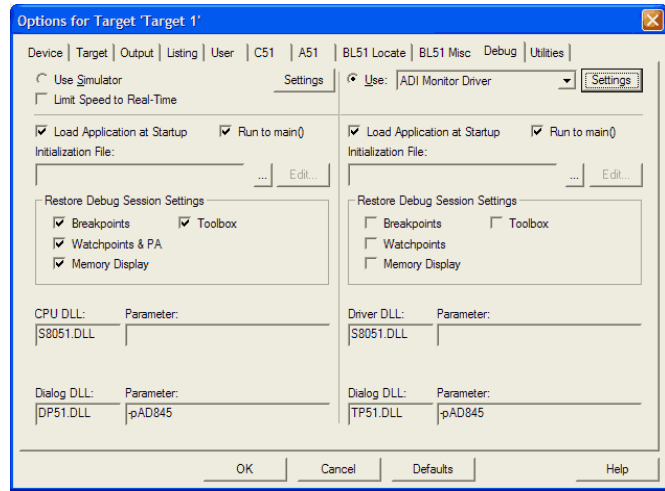 Options for Target 'Target 1'
Device Target Output Listing User C51 A51 BL51 Locate BL51 Misc Debug Utilities
Use Simulator Settings
Limit Speed to Real-Time
Use: ADI Monitor Driver Settings
Load Application at Startup Run to main()
Initialization File:
... Edit...
Restore Debug Session Settings
Breakpoints Toolbox
Watchpoints & PA
Memory Display
CPU DLL: Parameter:
S8051.DLL
Dialog DLL: Parameter:
DP51.DLL -pAD845
Load Application at Startup Run to main()
Initialization File:
... Edit...
Restore Debug Session Settings
Breakpoints Toolbox
Watchpoints
Memory Display
Driver DLL: Parameter:
S8051.DLL
Dialog DLL: Parameter:
TP51.DLL -pAD845
OK Cancel Defaults Help